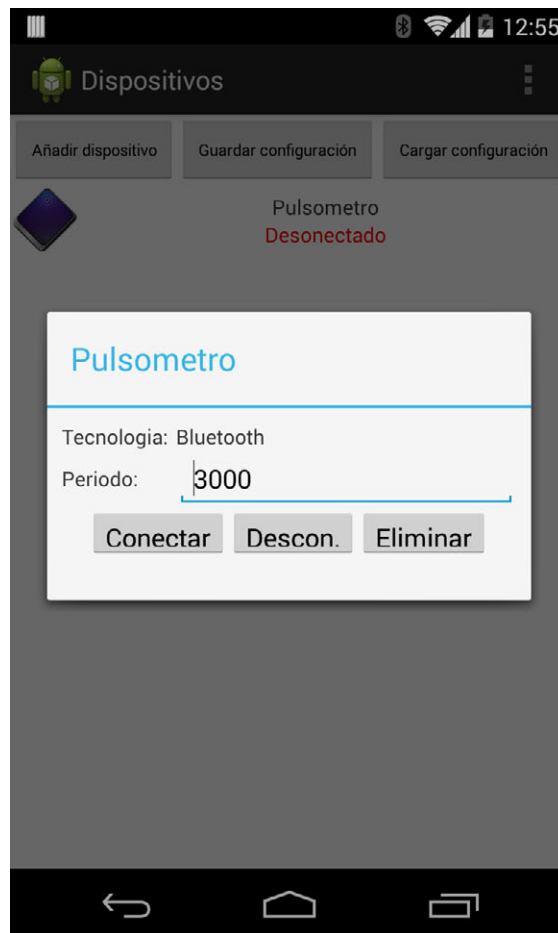 12:55
Dispositivos
Añadir dispositivo Guardar configuración Cargar configuración
Pulsometro
Desonectado
Pulsometro
Tecnologia: Bluetooth
Periodo: 3000
Conectar Descon. Eliminar